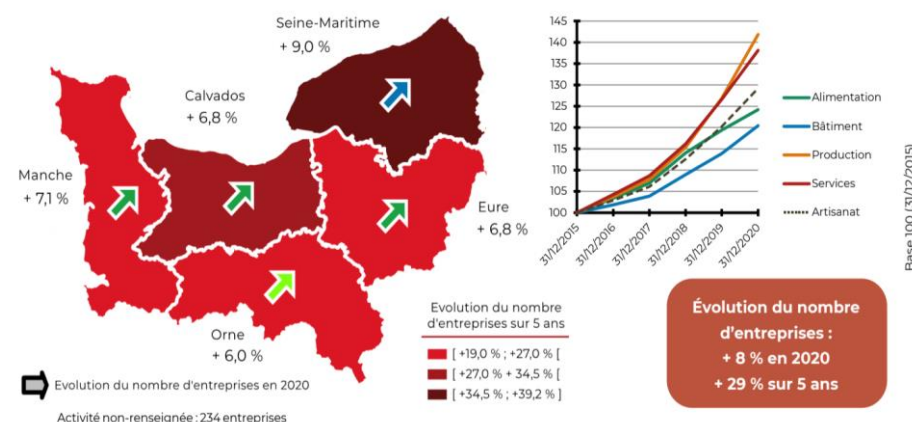 Seine-Maritime
+ 9,0 %
Calvados
+ 6,8 %
Manche
+ 7,1 %
Eure
+ 6,8 %
Orne
+ 6,0 %
Evolution du nombre d'entreprises en 2020
Activité non-renseignée : 234 entreprises
Evolution du nombre
d'entreprises sur 5 ans
[ +19,0 % ; +27,0 % [
[ +27,0 % + 34,5 % [
[ +34,5 % ; +39,2 % ]
145
140
135
130
125
120
115
110
105
100
31/12/2015
31/12/2016
31/12/2017
31/12/2018
31/12/2019
31/12/2020
Alimentation
Bâtiment
Production
Services
Artisanat
Base 100 (31/12/2015)
Évolution du nombre
d'entreprises :
+ 8 % en 2020
+ 29 % sur 5 ans